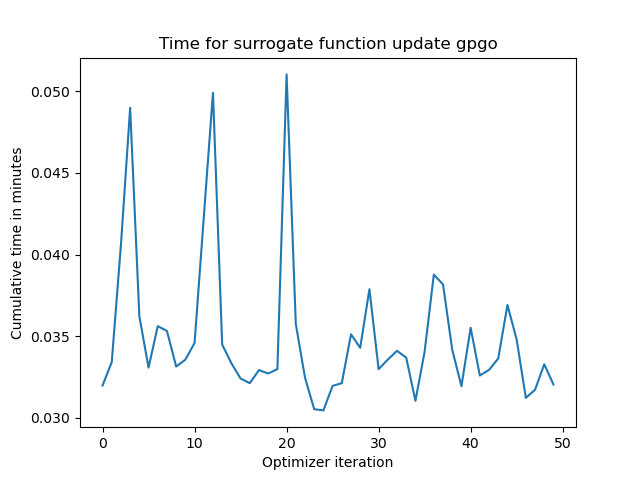 Time for surrogate function update gpgo
Cumulative time in minutes
0.050
0.045
0.040
0.035
0.030
0 10 20 30 40 50
Optimizer iteration